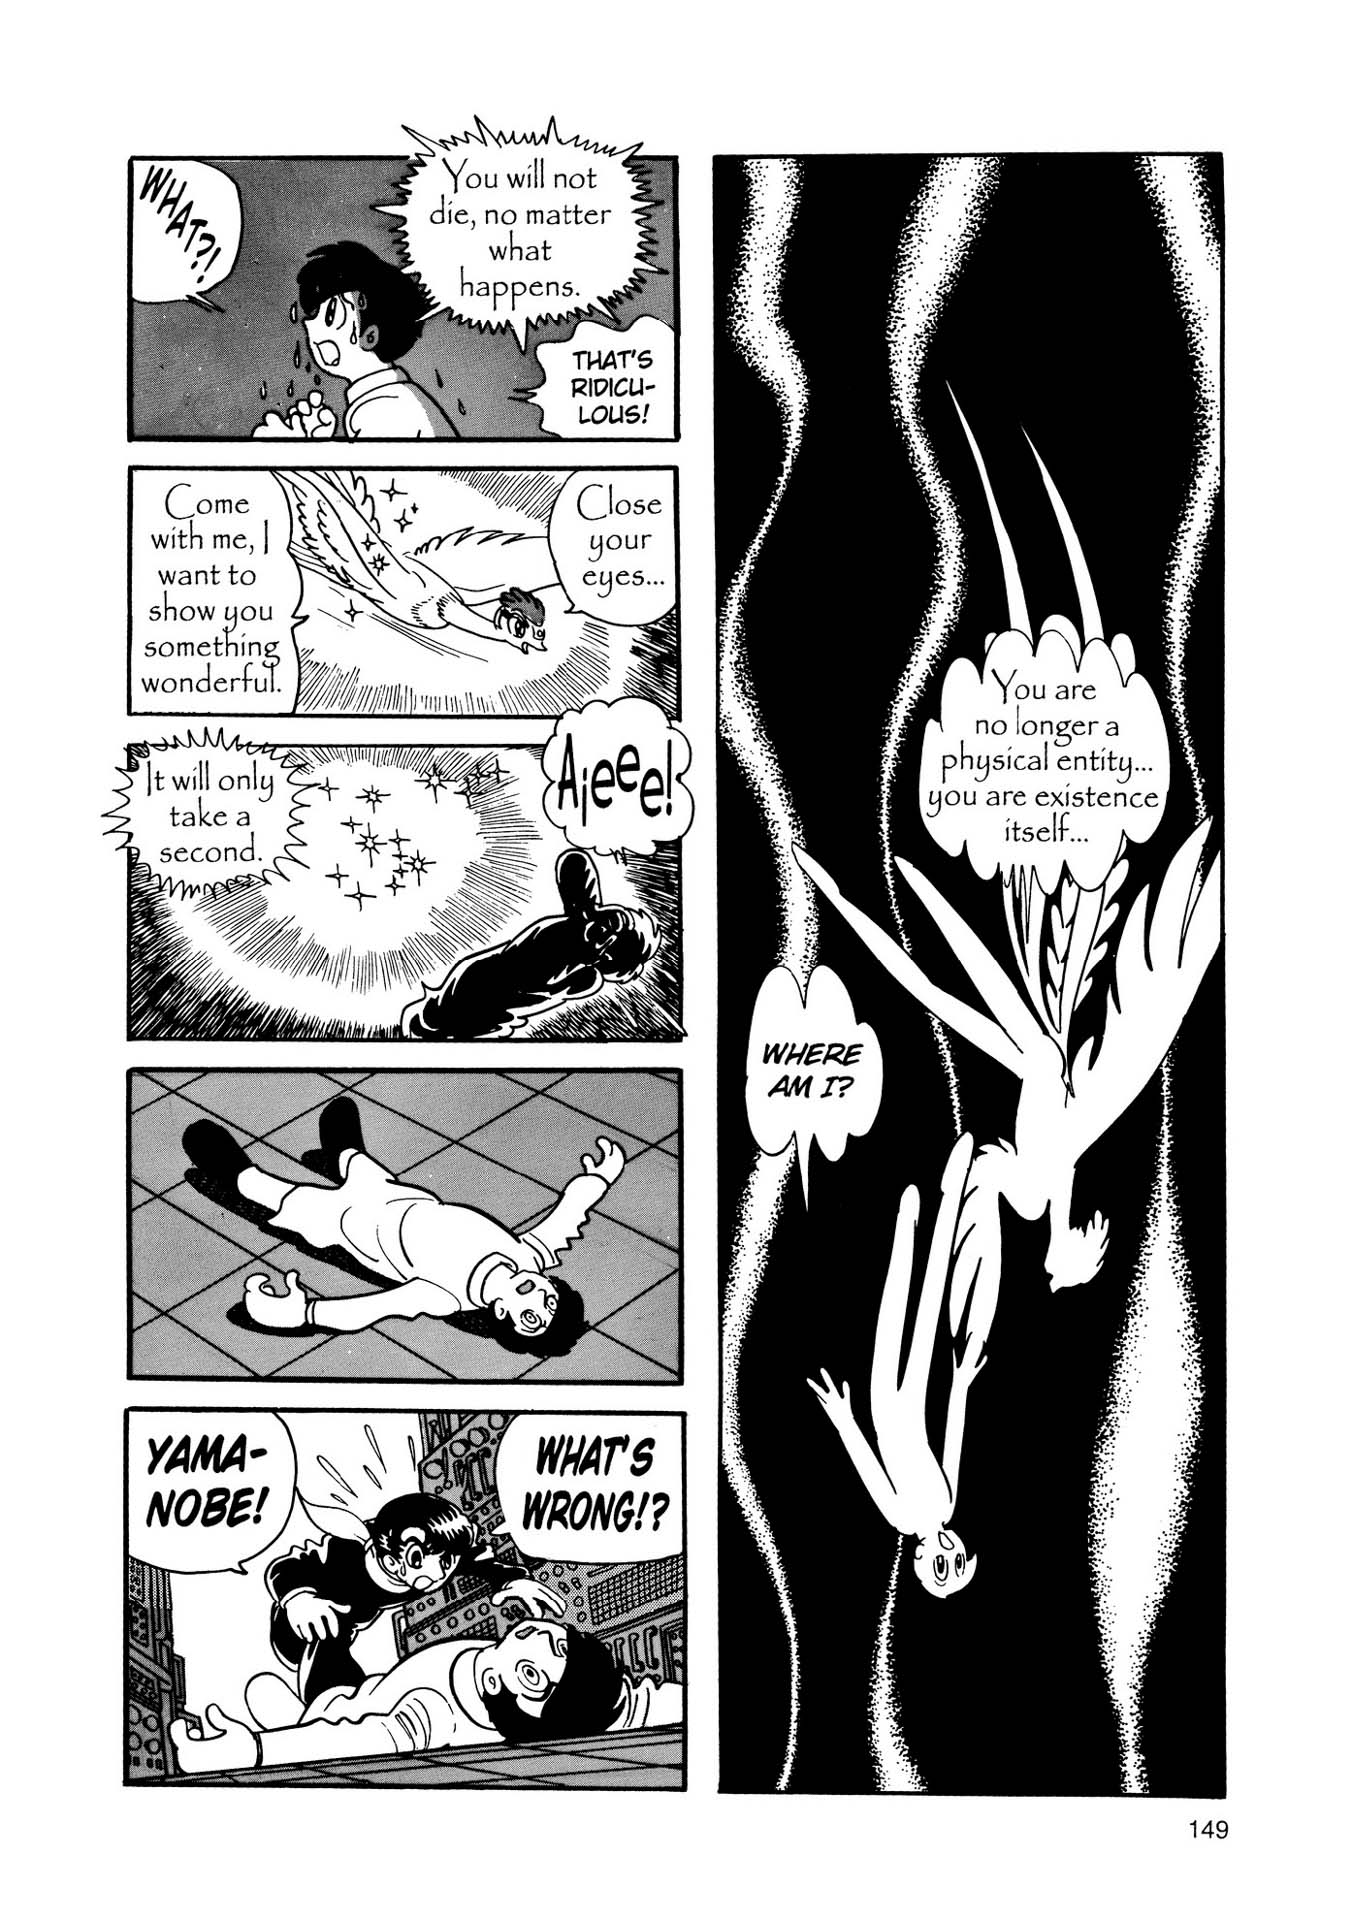 WHAT?!
You will not
die, no matter
what
happens.
THAT'S
RIDICU-
LOUS!
Come
with me, I
want to
show you
something
wonderful.
Close
your
eyes...
It will only
take a
second.
Aieee!
YAMA-
NOBE!
WHAT'S
WRONG!?
You are
no longer a
physical entity...
you are existence
itself...
WHERE
AM I?
149